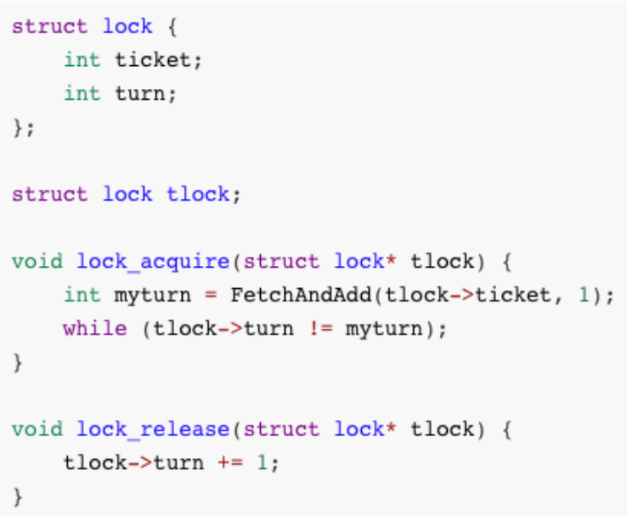 struct lock {
    int ticket;
    int turn;
};

struct lock tlock;

void lock_acquire(struct lock* tlock) {
    int myturn = FetchAndAdd(tlock->ticket, 1);
    while (tlock->turn != myturn);
}

void lock_release(struct lock* tlock) {
    tlock->turn += 1;
}